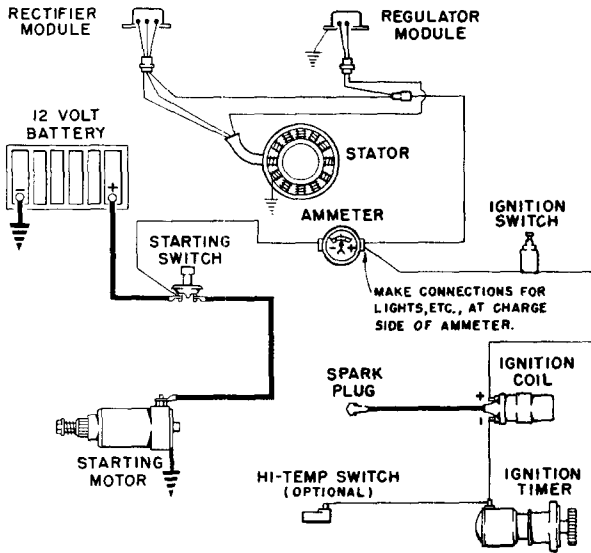 RECTIFIER
MODULE
REGULATOR
MODULE
12 VOLT
BATTERY
- +
STATOR
AMMETER
- +
IGNITION
SWITCH
STARTING
SWITCH
MAKE CONNECTIONS FOR
LIGHTS, ETC., AT CHARGE
SIDE OF AMMETER.
SPARK
PLUG
+
-
IGNITION
COIL
STARTING
MOTOR
HI-TEMP SWITCH
(OPTIONAL)
IGNITION
TIMER